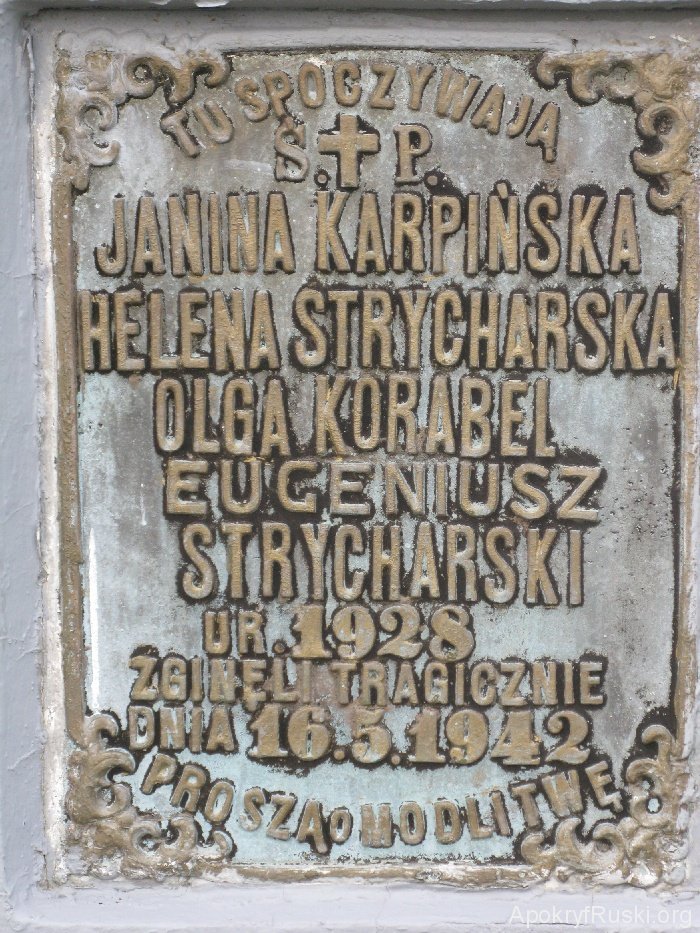 TU SPOCZYWAJĄ
Ś. P.
JANINA KARPIŃSKA
HELENA STRYCHARSKA
OLGA KORABEL
EUGENIUSZ
STRYCHARSKI
UR. 1928
ZGINĘLI TRAGICZNIE
DNIA 16.5.1942
PROSZĄ O MODLITWĘ
ApokryfRuski.org